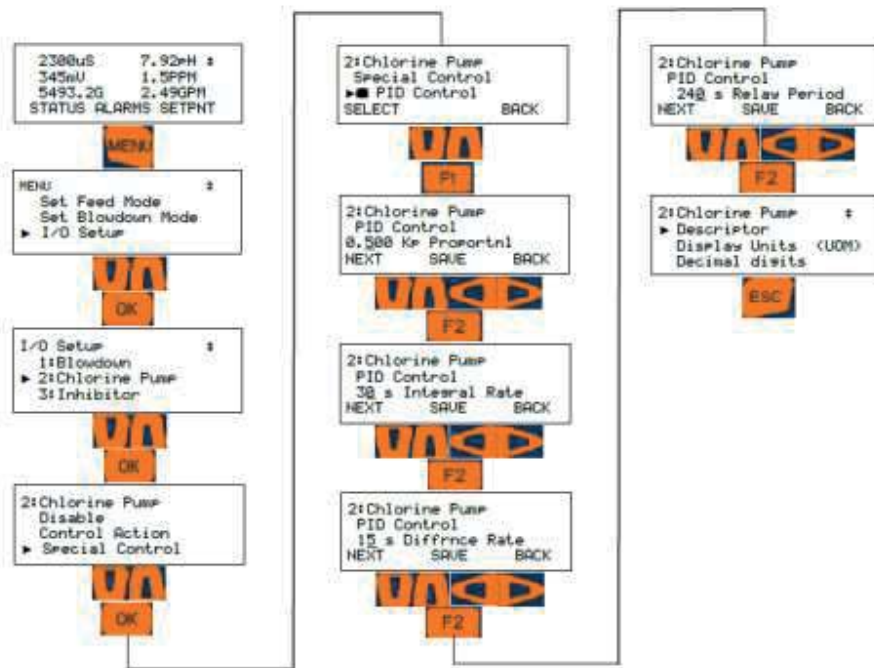 2300uS 7.92pH ↕
345mV 1.5PPM
5493.2G 2.49GPM
STATUS ALARMS SETPNT
MENU
MENU ↕
Set Feed Mode
Set Blowdown Mode
► I/O Setup
OK
I/O Setup ↕
1:Blowdown
► 2:Chlorine Pump
3:Inhibitor
OK
2:Chlorine Pump
Disable
Control Action
► Special Control
OK
2:Chlorine Pump
Special Control
►■ PID Control
SELECT BACK
F1
2:Chlorine Pump
PID Control
0.500 Kp Proportnl
NEXT SAVE BACK
F2
2:Chlorine Pump
PID Control
30 s Integral Rate
NEXT SAVE BACK
F2
2:Chlorine Pump
PID Control
15 s Diffrnce Rate
NEXT SAVE BACK
F2
2:Chlorine Pump
PID Control
240 s Relay Period
NEXT SAVE BACK
F2
2:Chlorine Pump ↕
► Descriptor
Display Units (UOM)
Decimal digits
ESC